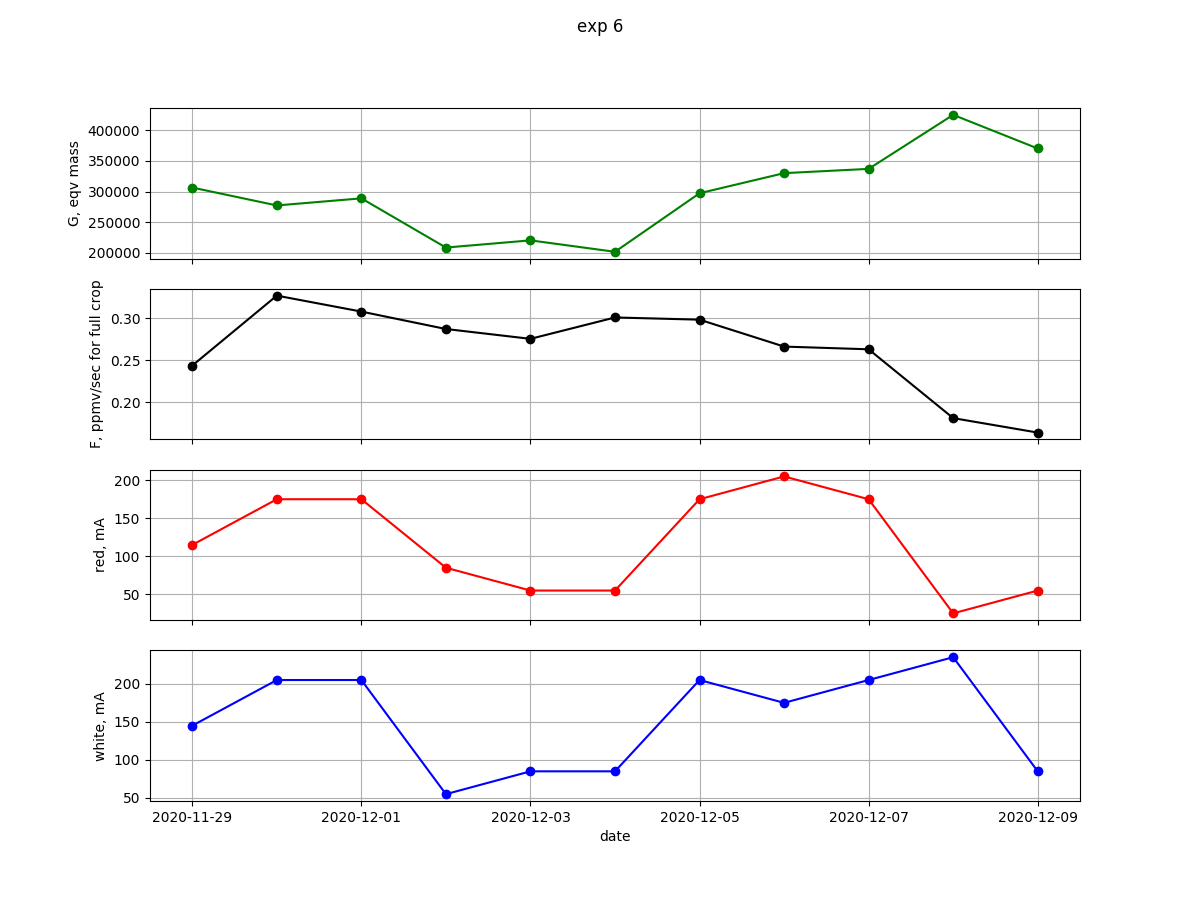 exp 6
G, eqv mass
400000
350000
300000
250000
200000
F, ppmv/sec for full crop
0.30
0.25
0.20
red, mA
200
150
100
50
white, mA
200
150
100
50
2020-11-29 2020-12-01 2020-12-03 2020-12-05 2020-12-07 2020-12-09
date